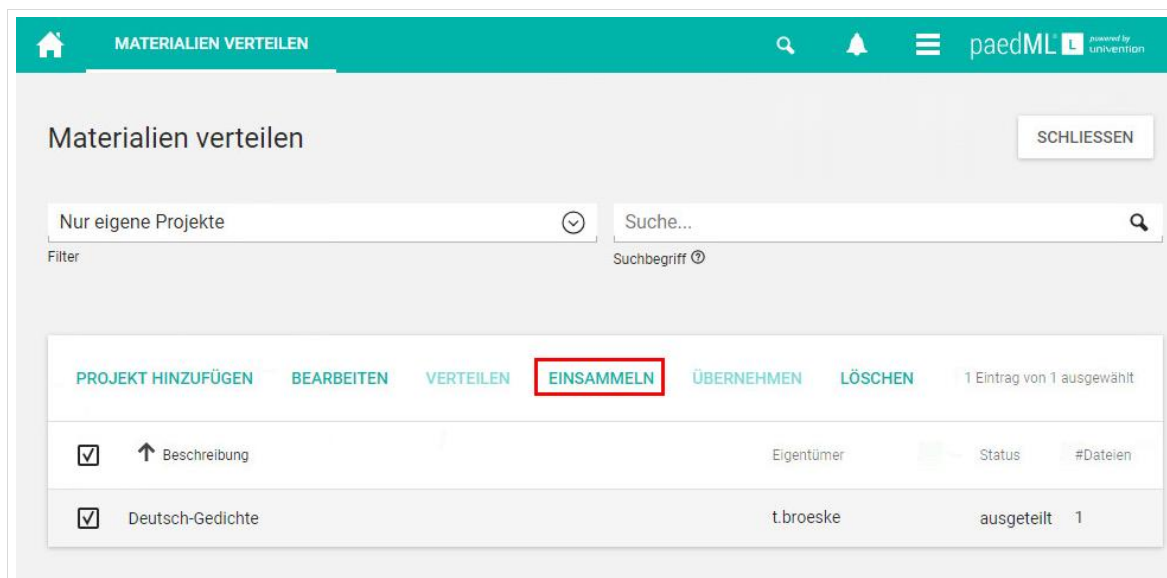 MATERIALIEN VERTEILEN paedML® L powered by univention
Materialien verteilen SCHLIESSEN
Nur eigene Projekte Suche...
Filter Suchbegriff
PROJEKT HINZUFÜGEN BEARBEITEN VERTEILEN EINSAMMELN ÜBERNEHMEN LÖSCHEN 1 Eintrag von 1 ausgewählt
Beschreibung Eigentümer Status #Dateien
Deutsch-Gedichte t.broeske ausgeteilt 1